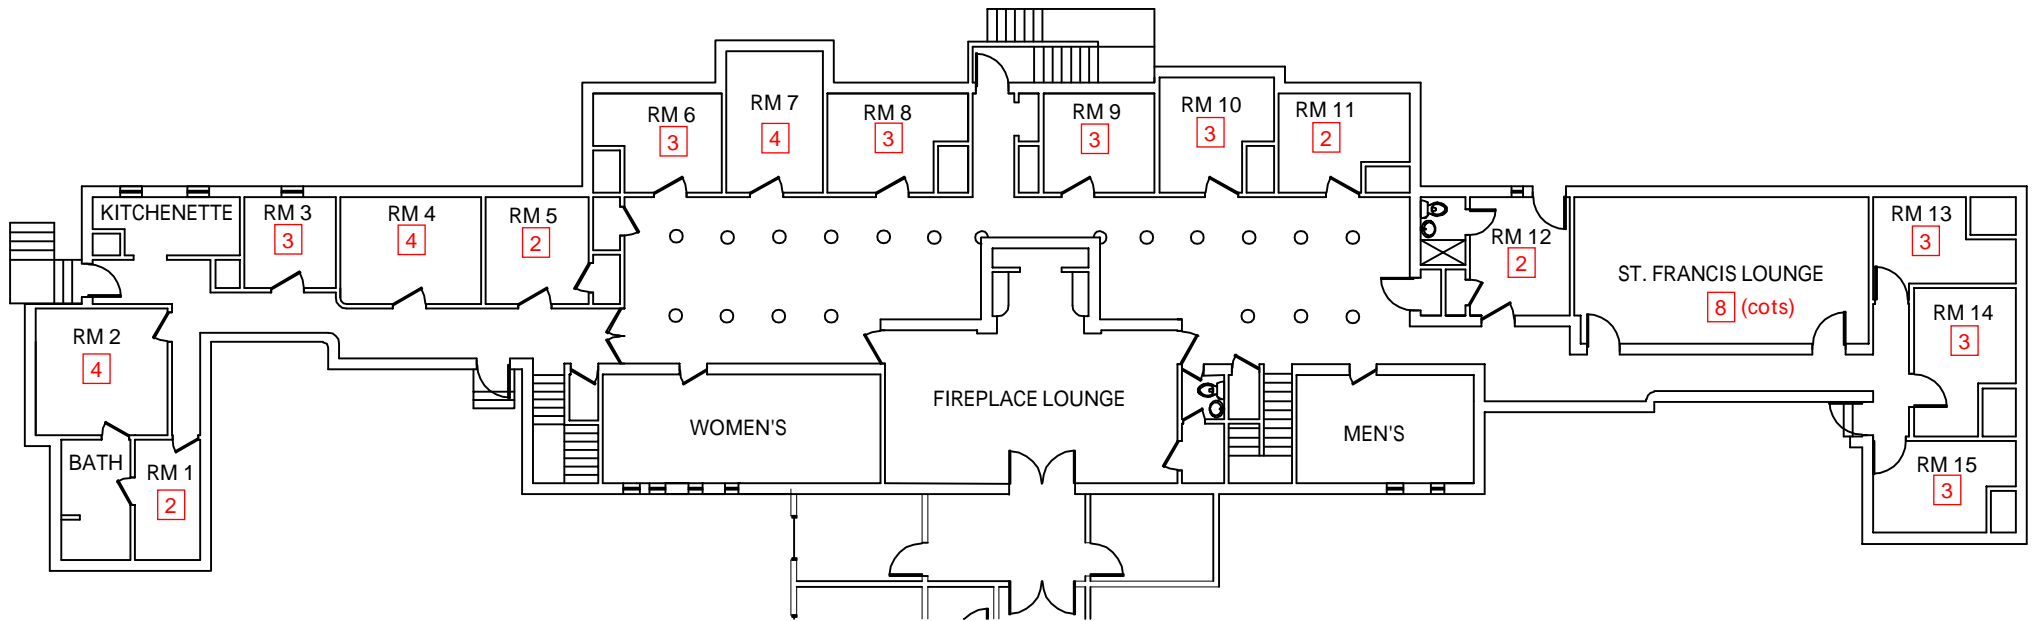 RM 6
3
RM 7
4
RM 8
3
RM 9
3
RM 10
3
RM 11
2
KITCHENETTE
RM 3
3
RM 4
4
RM 5
2
RM 12
2
ST. FRANCIS LOUNGE
8 (cots)
RM 13
3
RM 2
4
RM 14
3
FIREPLACE LOUNGE
WOMEN'S
MEN'S
BATH
RM 1
2
RM 15
3